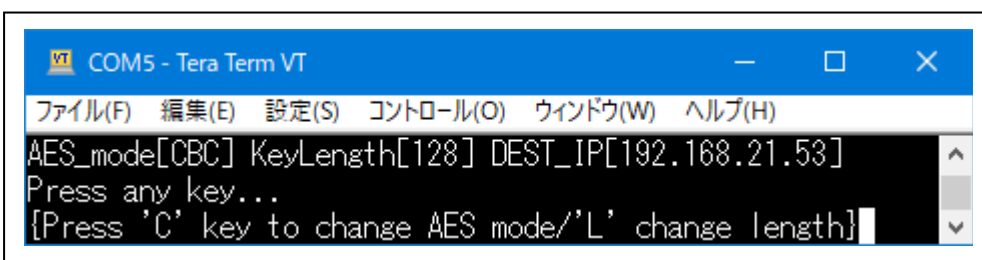 COM5 - Tera Term VT
ファイル(F) 編集(E) 設定(S) コントロール(O) ウィンドウ(W) ヘルプ(H)
AES_mode[CBC] KeyLength[128] DEST_IP[192.168.21.53]
Press any key...
{Press 'C' key to change AES mode/'L' change length}